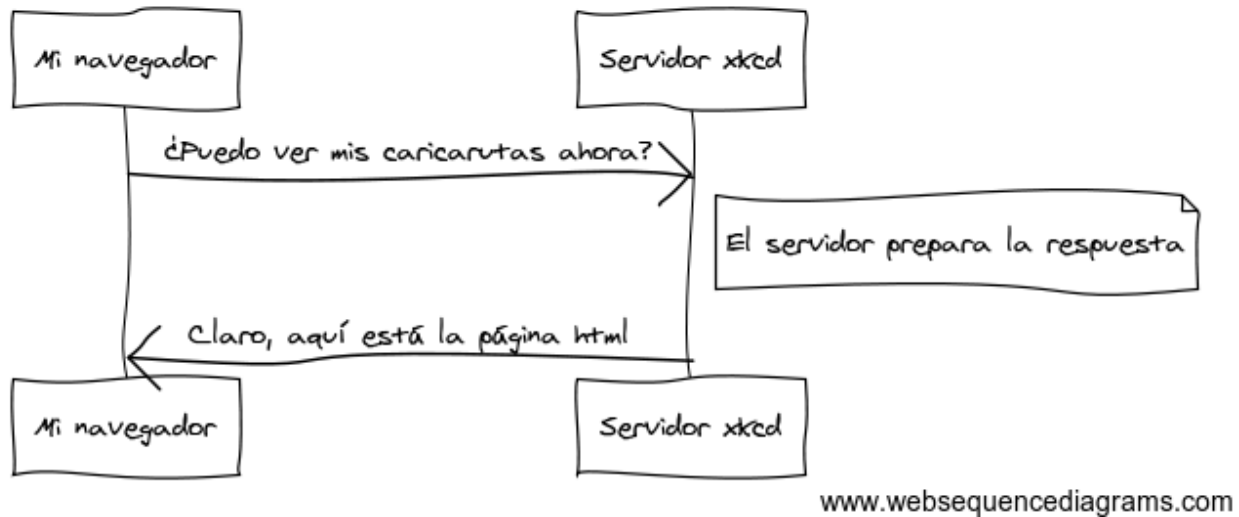 Mi navegador
Servidor xkcd
¿Puedo ver mis caricarutas ahora?
El servidor prepara la respuesta
Claro, aquí está la página html
Mi navegador
Servidor xkcd
www.websequencediagrams.com